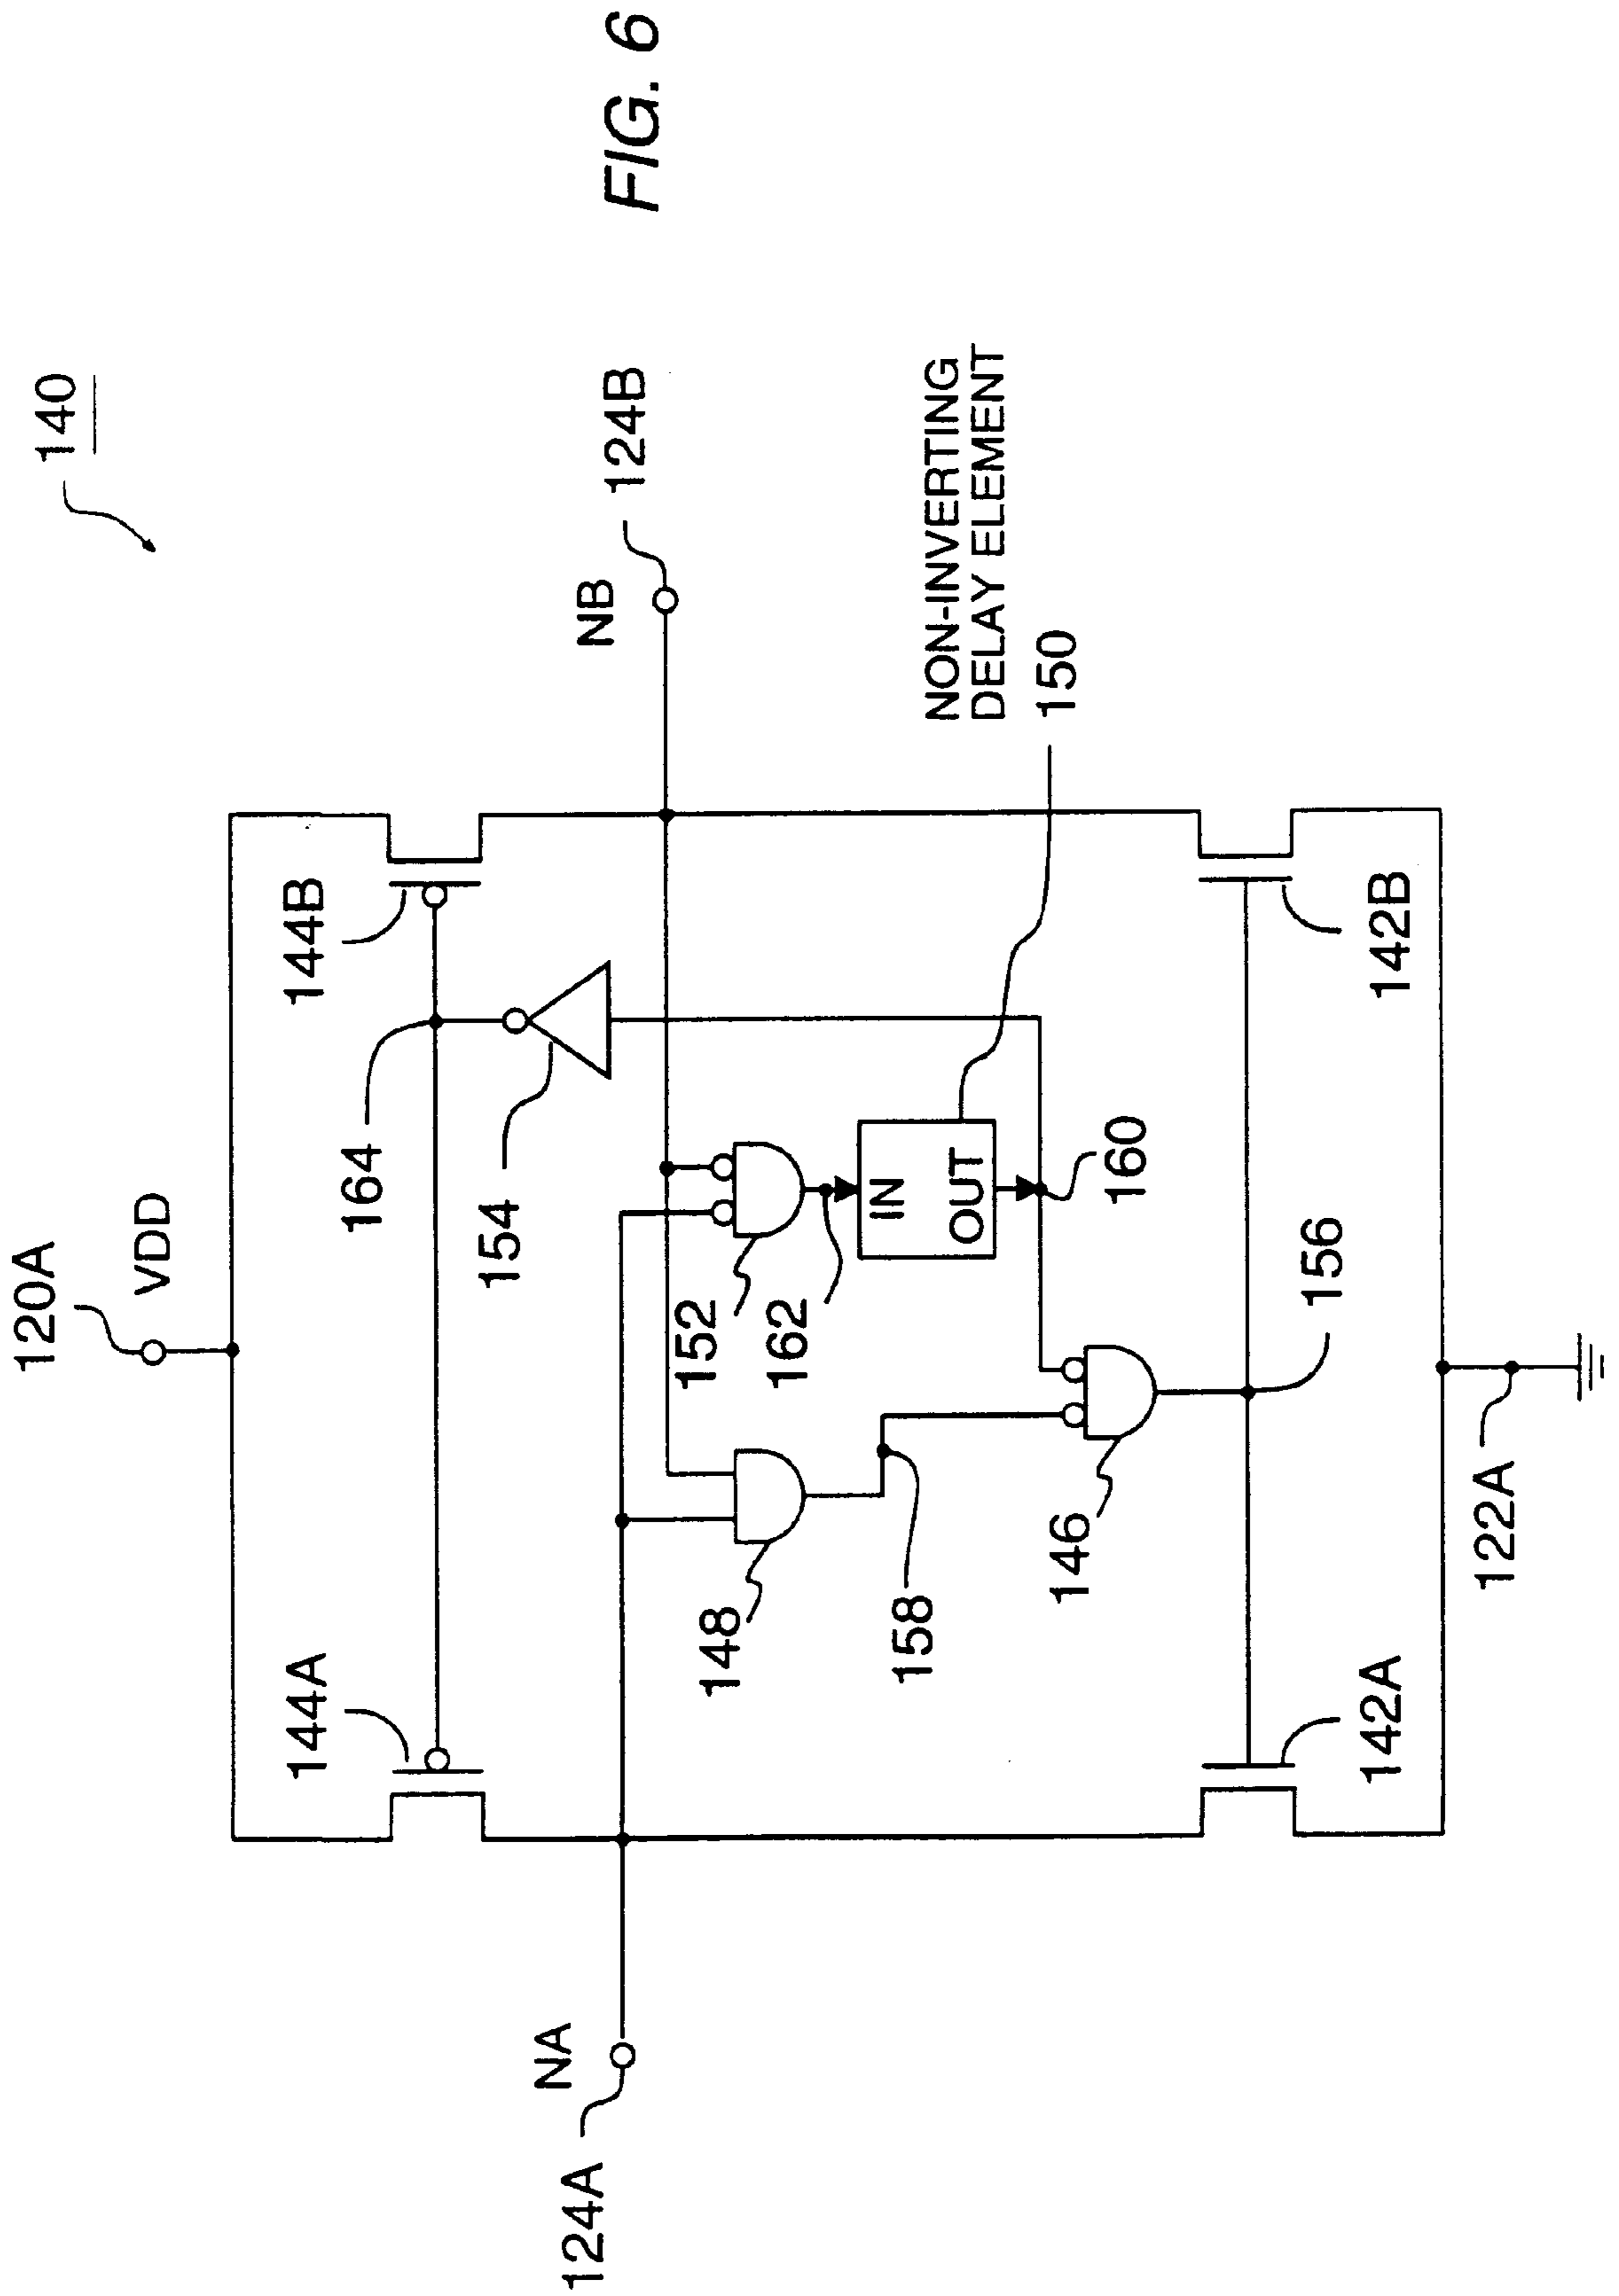 140
120A
VDD
164
144A
144B
154
NA
124A
NB
124B
152
162
148
158
IN
OUT
NON-INVERTING
DELAY ELEMENT
150
160
146
156
142A
142B
122A
FIG. 6